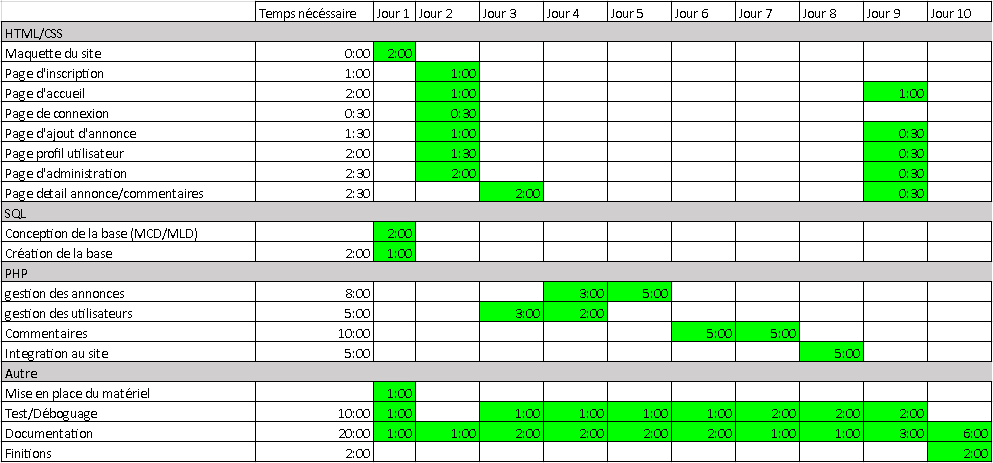 Temps nécéssaire Jour 1 Jour 2 Jour 3 Jour 4 Jour 5 Jour 6 Jour 7 Jour 8 Jour 9 Jour 10
HTML/CSS
Maquette du site 0:00 2:00
Page d'inscription 1:00 1:00
Page d'accueil 2:00 1:00 1:00
Page de connexion 0:30 0:30
Page d'ajout d'annonce 1:30 1:00 0:30
Page profil utilisateur 2:00 1:30 0:30
Page d'administration 2:30 2:00 0:30
Page detail annonce/commentaires 2:30 2:00 0:30
SQL
Conception de la base (MCD/MLD) 2:00
Création de la base 2:00 1:00
PHP
gestion des annonces 8:00 3:00 5:00
gestion des utilisateurs 5:00 3:00 2:00
Commentaires 10:00 5:00 5:00
Integration au site 5:00 5:00
Autre
Mise en place du matériel 1:00
Test/Déboguage 10:00 1:00 1:00 1:00 1:00 1:00 2:00 2:00 2:00
Documentation 20:00 1:00 1:00 2:00 2:00 2:00 2:00 1:00 1:00 3:00 6:00
Finitions 2:00 2:00